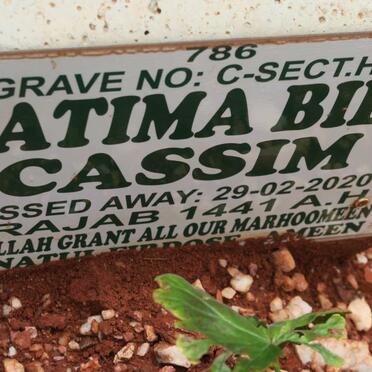 786
GRAVE NO: C-SECT.H
ATIMA BI
CASSIM
SSED AWAY: 29-02-2020
RAJAB 1441 A.H
LLAH GRANT ALL OUR MARHOOMEEN